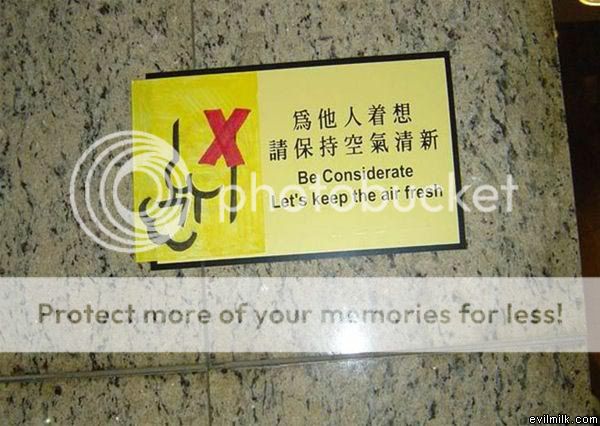 為他人着想
請保持空氣清新
Be Considerate
Let's keep the air fresh
photobucket
Protect more of your memories for less!
evilmilk.com